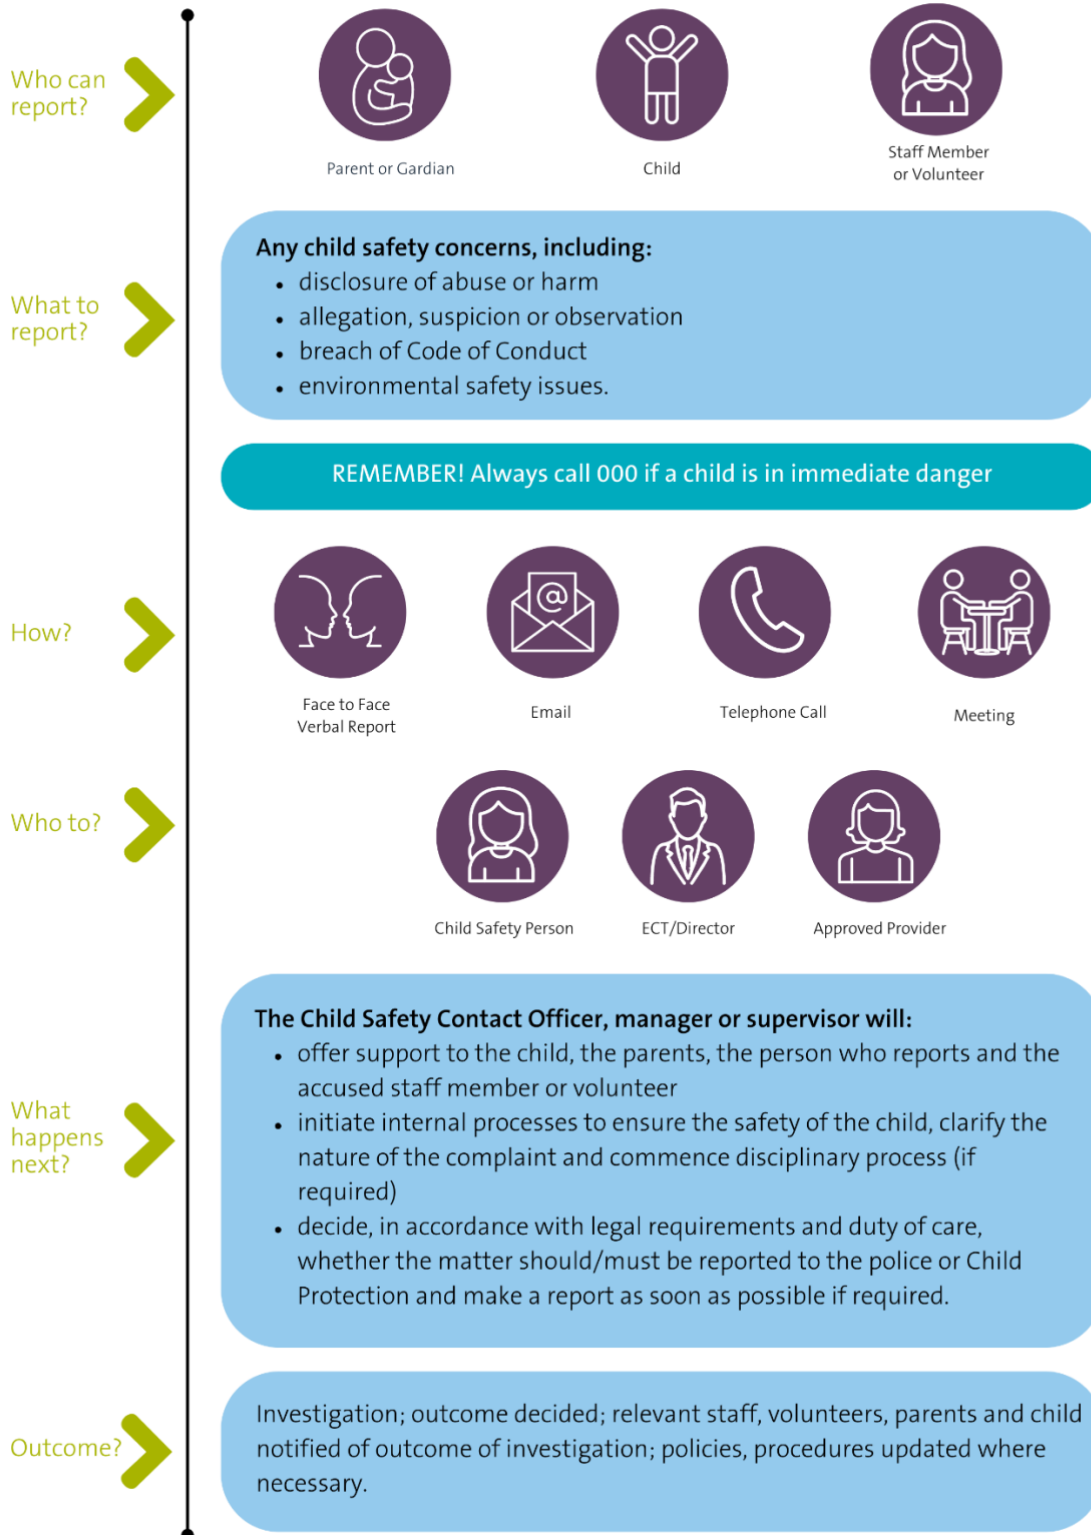 Who can
report?
Parent or Gardian
Child
Staff Member
or Volunteer
What to
report?
Any child safety concerns, including:
• disclosure of abuse or harm
• allegation, suspicion or observation
• breach of Code of Conduct
• environmental safety issues.
REMEMBER! Always call 000 if a child is in immediate danger
How?
@
Face to Face
Verbal Report
Email
Telephone Call
Meeting
Who to?
Child Safety Person
ECT/Director
Approved Provider
What
happens
next?
The Child Safety Contact Officer, manager or supervisor will:
• offer support to the child, the parents, the person who reports and the
accused staff member or volunteer
• initiate internal processes to ensure the safety of the child, clarify the
nature of the complaint and commence disciplinary process (if
required)
• decide, in accordance with legal requirements and duty of care,
whether the matter should/must be reported to the police or Child
Protection and make a report as soon as possible if required.
Outcome?
Investigation; outcome decided; relevant staff, volunteers, parents and child
notified of outcome of investigation; policies, procedures updated where
necessary.